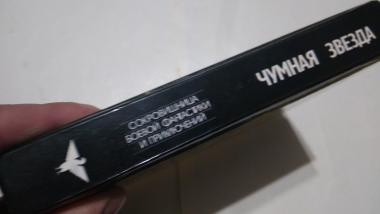 СОКРОВИЩНИЦА
БОЕВОЙ ФАНТАСТИКИ
И ПРИКЛЮЧЕНИЙ
ЧУМНАЯ ЗВЕЗДА